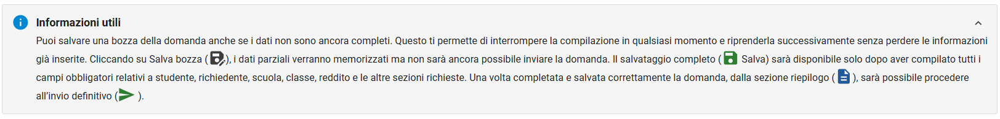 Informazioni utili
Puoi salvare una bozza della domanda anche se i dati non sono ancora completi. Questo ti permette di interrompere la compilazione in qualsiasi momento e riprenderla successivamente senza perdere le informazioni
già inserite. Cliccando su Salva bozza ( ), i dati parziali verranno memorizzati ma non sarà ancora possibile inviare la domanda. Il salvataggio completo ( Salva) sarà disponibile solo dopo aver compilato tutti i
campi obbligatori relativi a studente, richiedente, scuola, classe, reddito e le altre sezioni richieste. Una volta completata e salvata correttamente la domanda, dalla sezione riepilogo ( ), sarà possibile procedere
all’invio definitivo ( ).